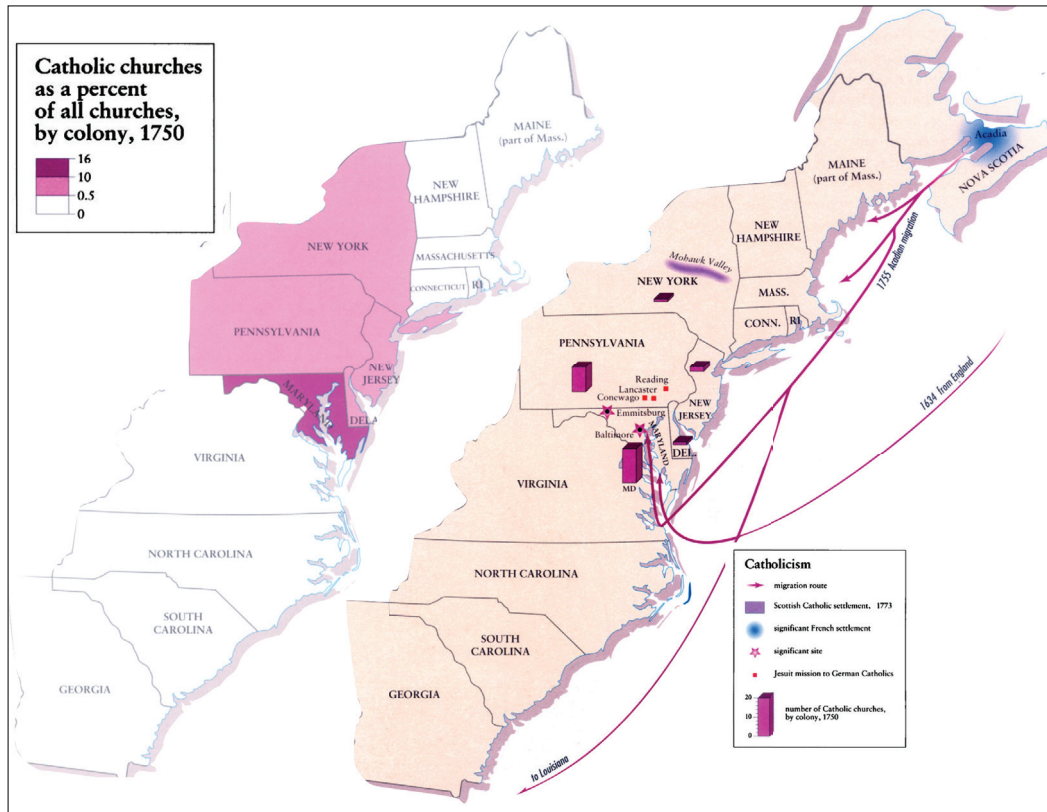 Catholic churches
as a percent
of all churches,
by colony, 1750
16
10
0.5
0
MAINE
(part of Mass.)
NEW
HAMPSHIRE
NEW YORK
MASSACHUSETTS
CONNECTICUT
RI
PENNSYLVANIA
NEW
JERSEY
MARYLAND
DELA
VIRGINIA
NORTH CAROLINA
SOUTH
CAROLINA
GEORGIA
Acadia
NOVA SCOTIA
MAINE
(part of Mass.)
NEW
HAMPSHIRE
Mohawk Valley
NEW YORK
MASS.
CONN.
RI
1755 Acadian migration
PENNSYLVANIA
Reading
Lancaster
Conewago
Emmitsburg
NEW
JERSEY
Baltimore
MARYLAND
DEL.
MD
1634 from England
VIRGINIA
NORTH CAROLINA
SOUTH
CAROLINA
GEORGIA
to Louisiana
Catholicism
migration route
Scottish Catholic settlement, 1773
significant French settlement
significant site
Jesuit mission to German Catholics
20
10
0
number of Catholic churches,
by colony, 1750